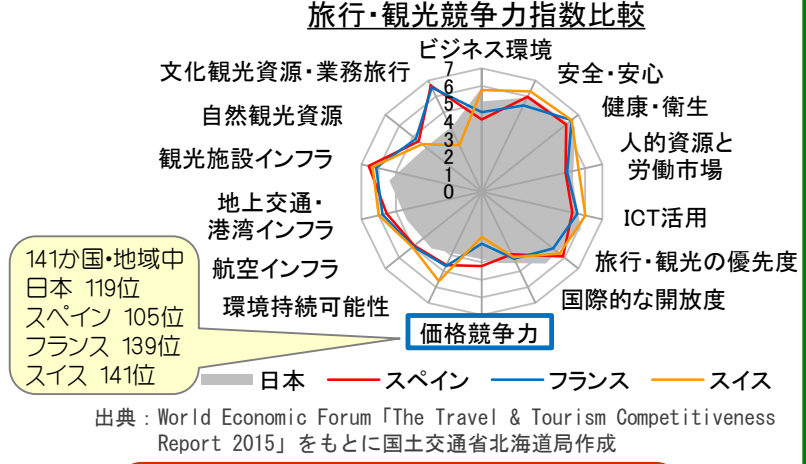 旅行・観光競争力指数比較
ビジネス環境
安全・安心
健康・衛生
人的資源と
労働市場
ICT活用
旅行・観光の優先度
国際的な開放度
価格競争力
環境持続可能性
航空インフラ
地上交通・
港湾インフラ
観光施設インフラ
自然観光資源
文化観光資源・業務旅行
7
6
5
4
3
2
1
0
141か国・地域中
日本 119位
スペイン 105位
フランス 139位
スイス 141位
日本 スペイン フランス スイス
出典：World Economic Forum「The Travel & Tourism Competitiveness
Report 2015」をもとに国土交通省北海道局作成